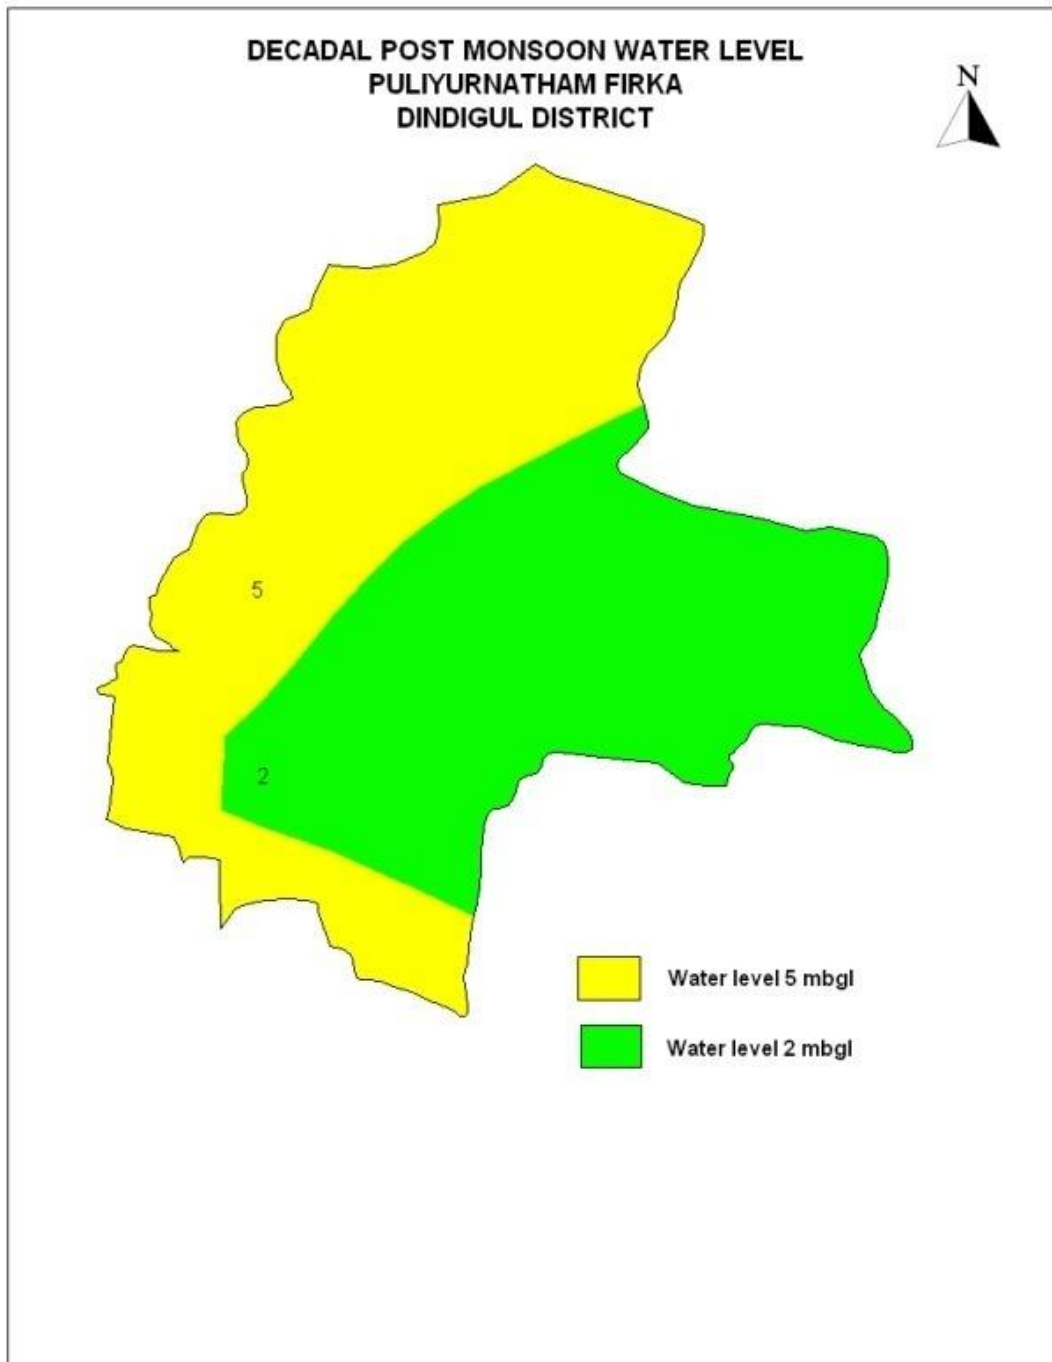 DECADAL POST MONSOON WATER LEVEL
PULIYURNATHAM FIRKA
DINDIGUL DISTRICT
N
5
2
Water level 5 mbgl
Water level 2 mbgl